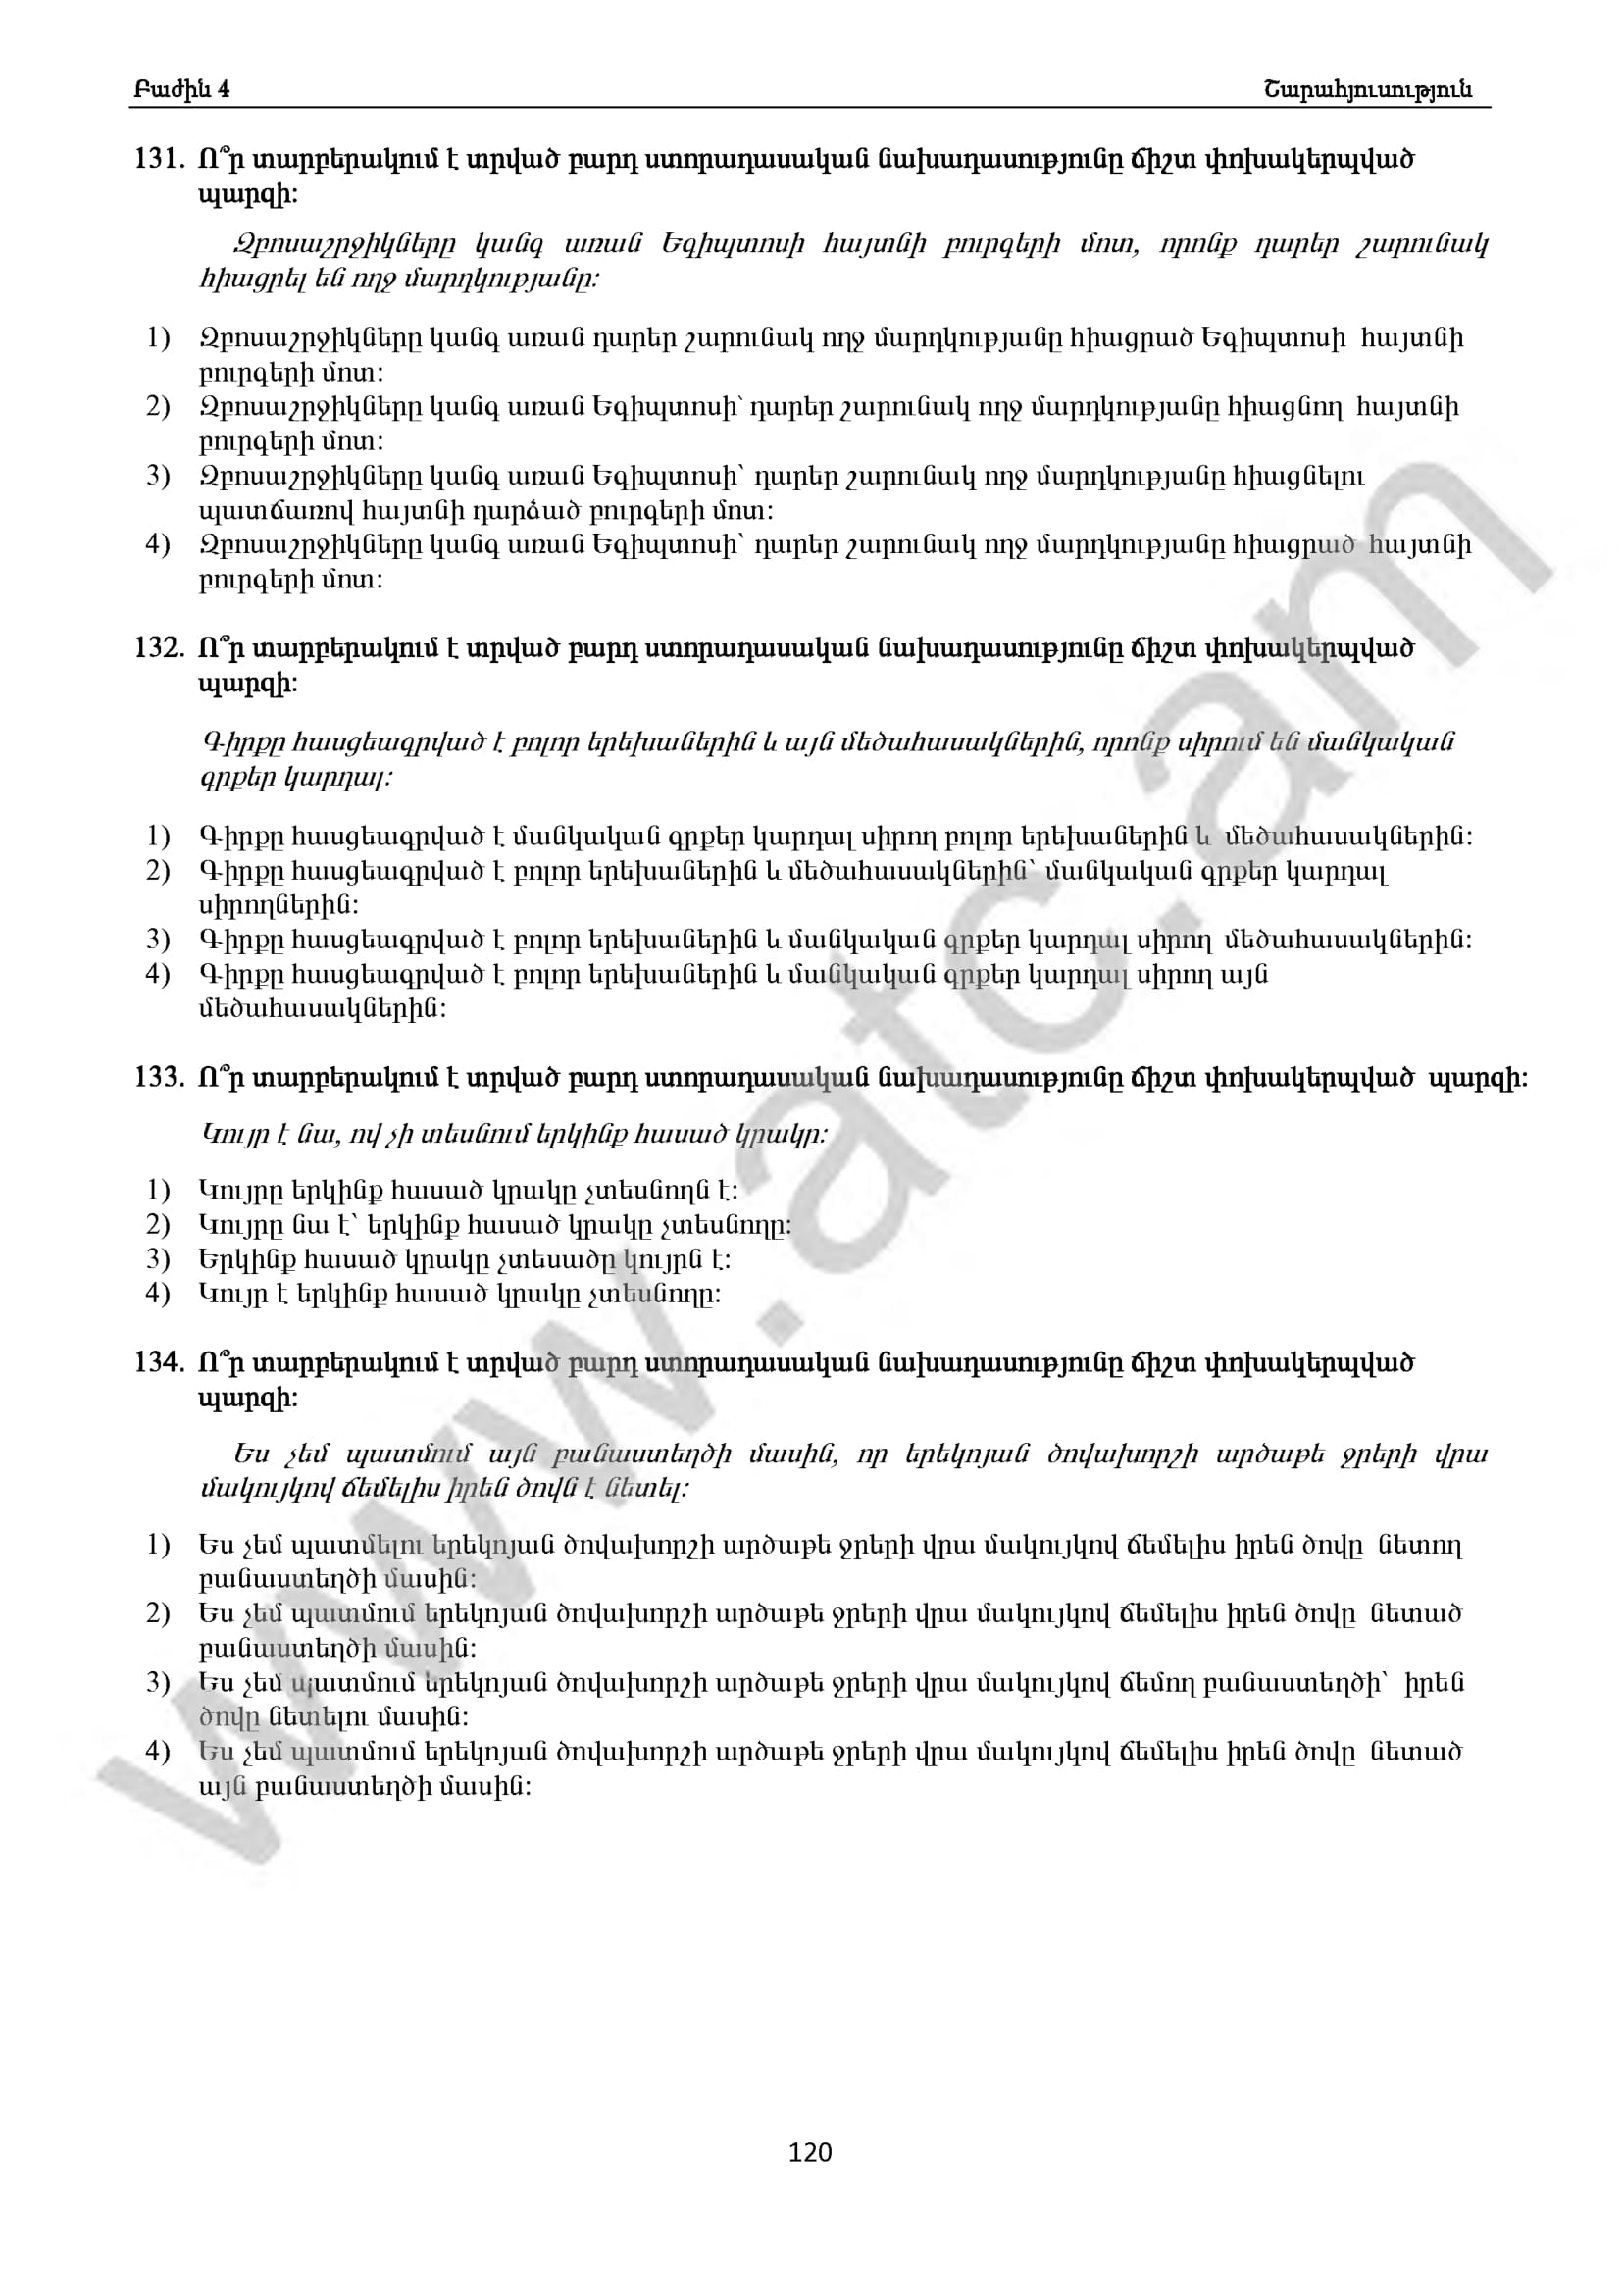 Բաժին 4 Շարահյուսություն
131. Ո՞ր տարբերակում է տրված բարդ ստորադասական նախադասությունը ճիշտ փոխակերպված
պարզի:
Զբոսաշրջիկները կանգ առան Եգիպտոսի հայտնի բուրգերի մոտ, որոնք դարեր շարունակ
հիացրել են ողջ մարդկությանը:
1) Զբոսաշրջիկները կանգ առան դարեր շարունակ ողջ մարդկությանը հիացրած Եգիպտոսի հայտնի
բուրգերի մոտ:
2) Զբոսաշրջիկները կանգ առան Եգիպտոսի՝ դարեր շարունակ ողջ մարդկությանը հիացնող հայտնի
բուրգերի մոտ:
3) Զբոսաշրջիկները կանգ առան Եգիպտոսի՝ դարեր շարունակ ողջ մարդկությանը հիացնելու
պատճառով հայտնի դարձած բուրգերի մոտ:
4) Զբոսաշրջիկները կանգ առան Եգիպտոսի՝ դարեր շարունակ ողջ մարդկությանը հիացրած հայտնի
բուրգերի մոտ:
132. Ո՞ր տարբերակում է տրված բարդ ստորադասական նախադասությունը ճիշտ փոխակերպված
պարզի:
Գիրքը հասցեագրված է բոլոր երեխաներին և այն մեծահասակներին, որոնք սիրում են մանկական
գրքեր կարդալ:
1) Գիրքը հասցեագրված է մանկական գրքեր կարդալ սիրող բոլոր երեխաներին և մեծահասակներին:
2) Գիրքը հասցեագրված է բոլոր երեխաներին և մեծահասակներին՝ մանկական գրքեր կարդալ
սիրողներին:
3) Գիրքը հասցեագրված է բոլոր երեխաներին և մանկական գրքեր կարդալ սիրող մեծահասակներին:
4) Գիրքը հասցեագրված է բոլոր երեխաներին և մանկական գրքեր կարդալ սիրող այն
մեծահասակներին:
133. Ո՞ր տարբերակում է տրված բարդ ստորադասական նախադասությունը ճիշտ փոխակերպված պարզի:
Կույր է նա, ով չի տեսնում երկինք հասած կրակը:
1) Կույրը երկինք հասած կրակը չտեսնողն է:
2) Կույրը նա է՝ երկինք հասած կրակը չտեսնողը:
3) Երկինք հասած կրակը չտեսածը կույրն է:
4) Կույր է երկինք հասած կրակը չտեսնողը:
134. Ո՞ր տարբերակում է տրված բարդ ստորադասական նախադասությունը ճիշտ փոխակերպված
պարզի:
Ես չեմ պատմում այն բանաստեղծի մասին, որ երեկոյան ծովախորշի արծաթե ջրերի վրա
մակույկով ճեմելիս իրեն ծովն է նետել:
1) Ես չեմ պատմելու երեկոյան ծովախորշի արծաթե ջրերի վրա մակույկով ճեմելիս իրեն ծովը նետող
բանաստեղծի մասին:
2) Ես չեմ պատմում երեկոյան ծովախորշի արծաթե ջրերի վրա մակույկով ճեմելիս իրեն ծովը նետած
բանաստեղծի մասին:
3) Ես չեմ պատմում երեկոյան ծովախորշի արծաթե ջրերի վրա մակույկով ճեմող բանաստեղծի՝ իրեն
ծովը նետելու մասին:
4) Ես չեմ պատմում երեկոյան ծովախորշի արծաթե ջրերի վրա մակույկով ճեմելիս իրեն ծովը նետած
այն բանաստեղծի մասին:
www.atc.am
120